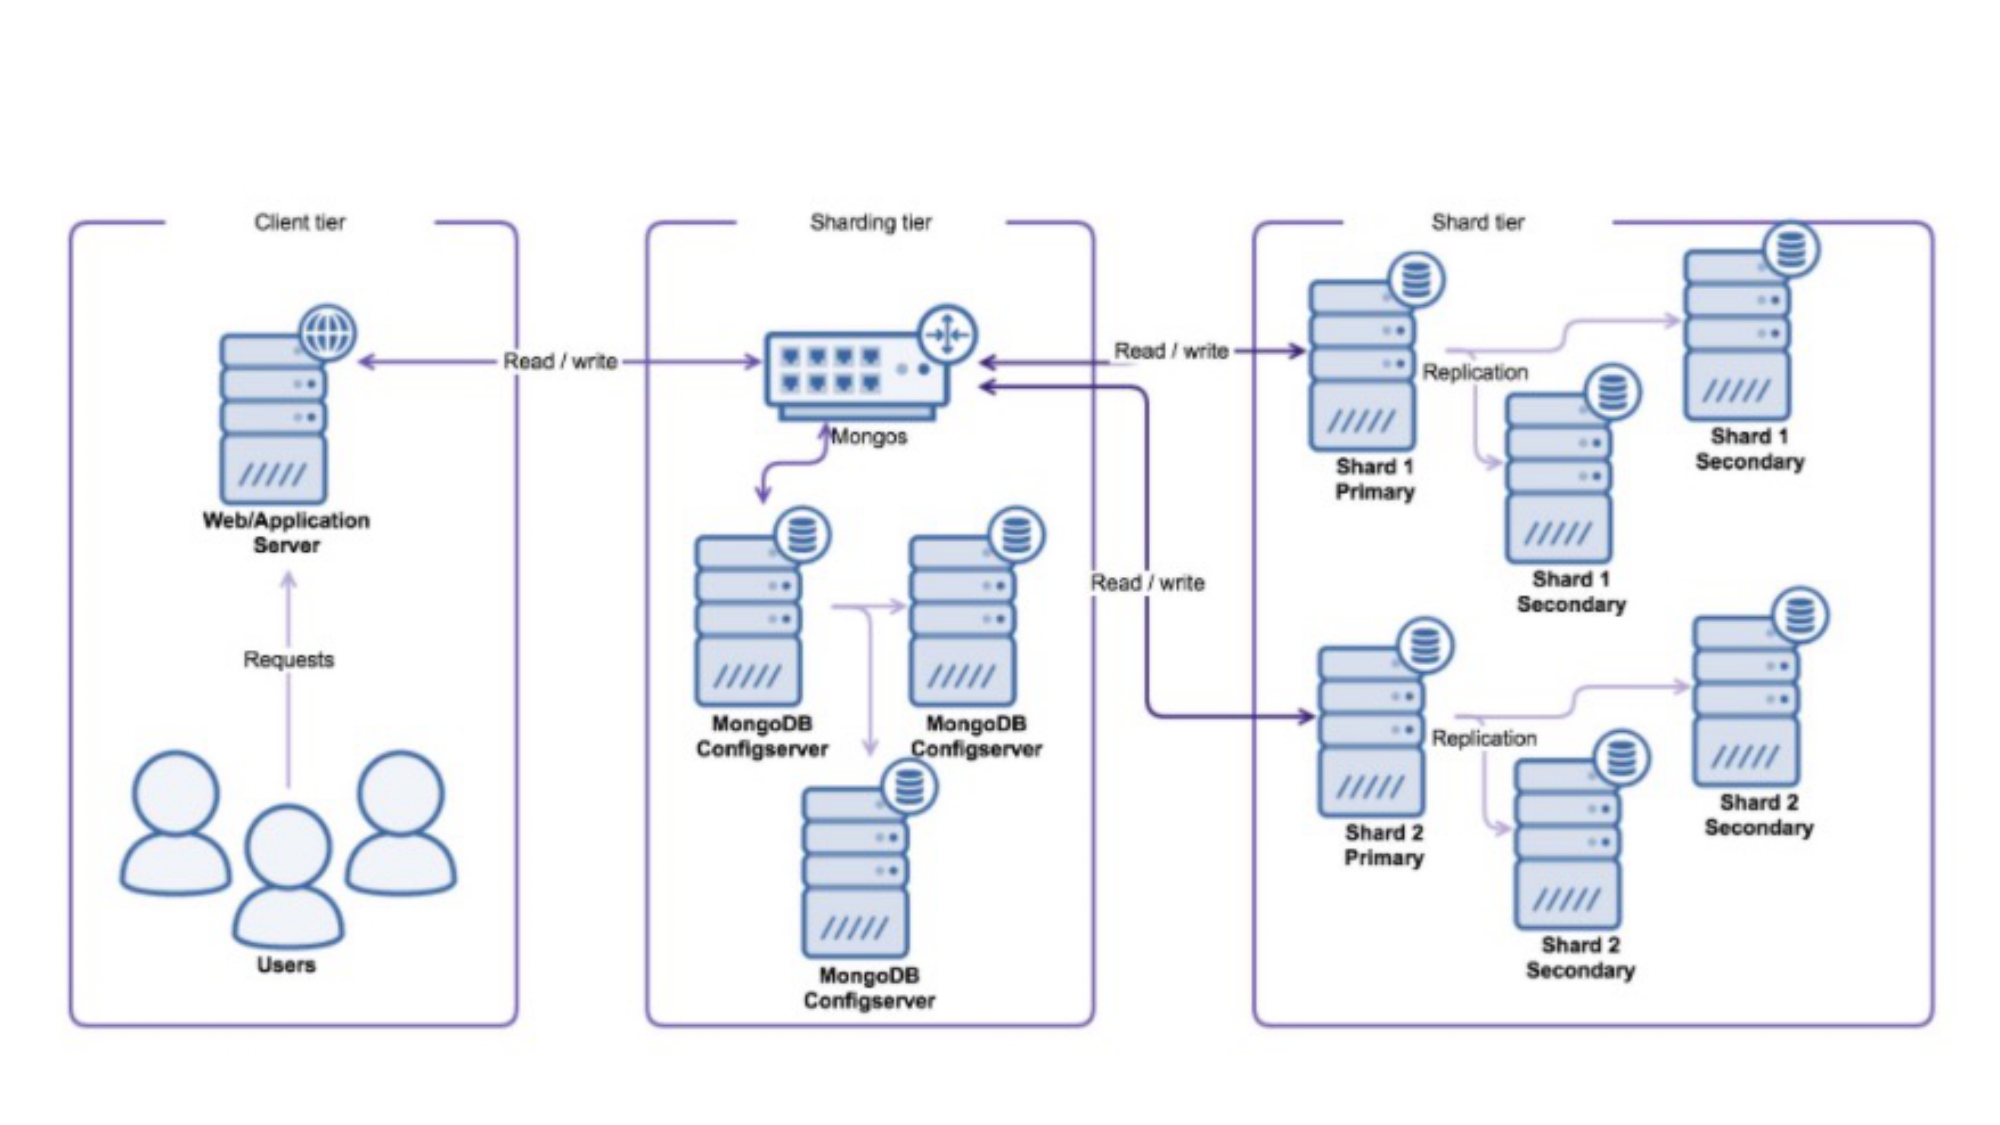 Client tier
Sharding tier
Shard tier
Read / write
Mongos
Web/Application
Server
Requests
Users
MongoDB
Configserver
MongoDB
Configserver
MongoDB
Configserver
Read / write
Read / write
Shard 1
Primary
Replication
Shard 1
Secondary
Shard 1
Secondary
Shard 2
Primary
Replication
Shard 2
Secondary
Shard 2
Secondary